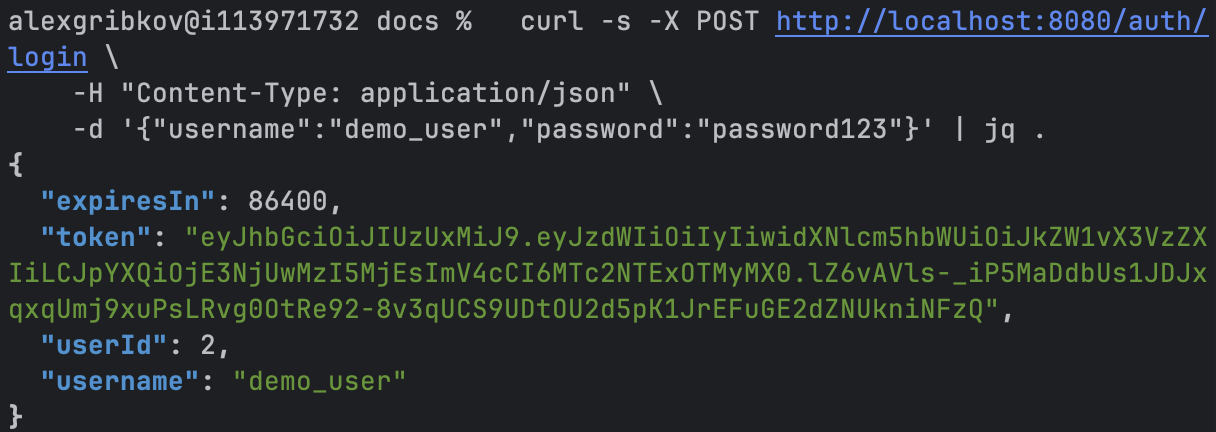 alexgribkov@i113971732 docs %   curl -s -X POST http://localhost:8080/auth/
login \
    -H "Content-Type: application/json" \
    -d '{"username":"demo_user","password":"password123"}' | jq .
{
  "expiresIn": 86400,
  "token": "eyJhbGciOiJIUzUxMiJ9.eyJzdWIiOiIyIiwidXNlcm5hbWUiOiJkZW1vX3VzZX
IiLCJpYXQiOjE3NjUwMzI5MjEsImV4cCI6MTc2NTExOTMyMX0.lZ6vAVls-_iP5MaDdbUs1JDJx
qxqUmj9xuPsLRvg0OtRe92-8v3qUCS9UDtOU2d5pK1JrEFuGE2dZNUkniNFzQ",
  "userId": 2,
  "username": "demo_user"
}